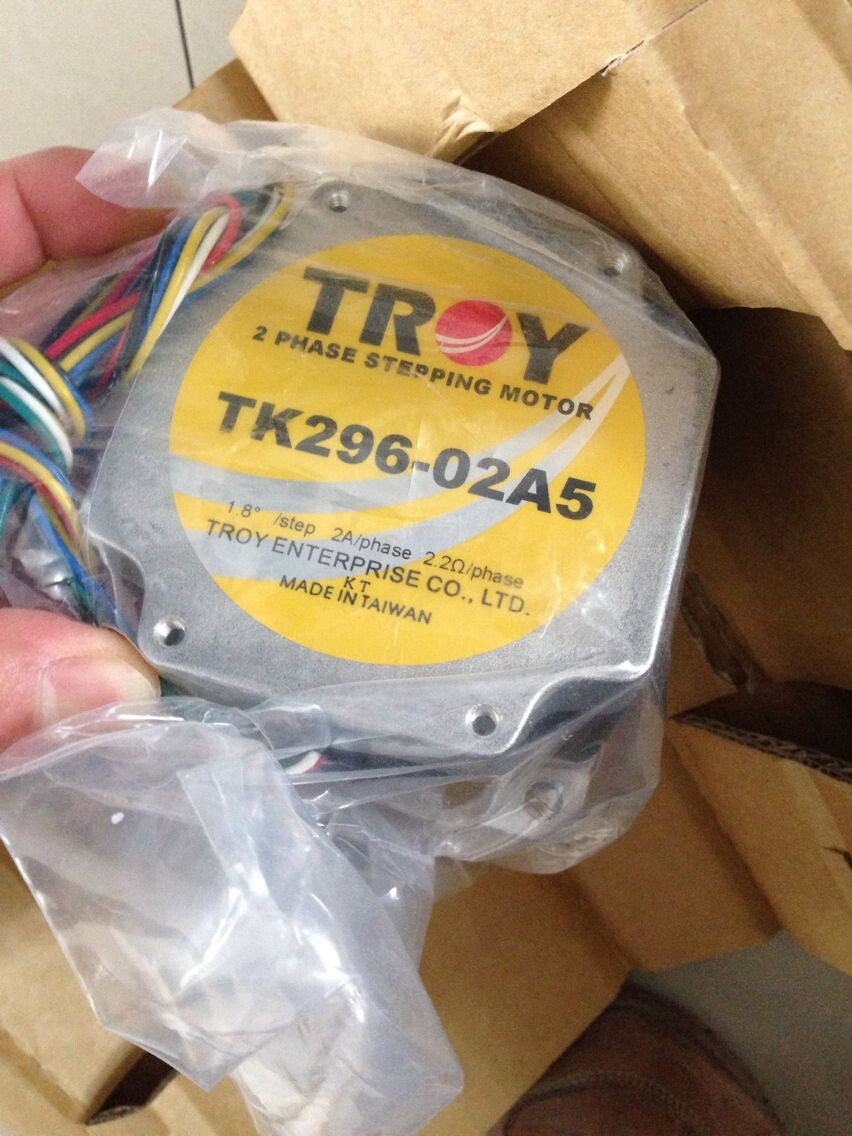 TROY
2 PHASE STEPPING MOTOR
TK296-02A5
1.8° /step 2A/phase 2.2Ω/phase
TROY ENTERPRISE CO., LTD.
KT
MADE IN TAIWAN